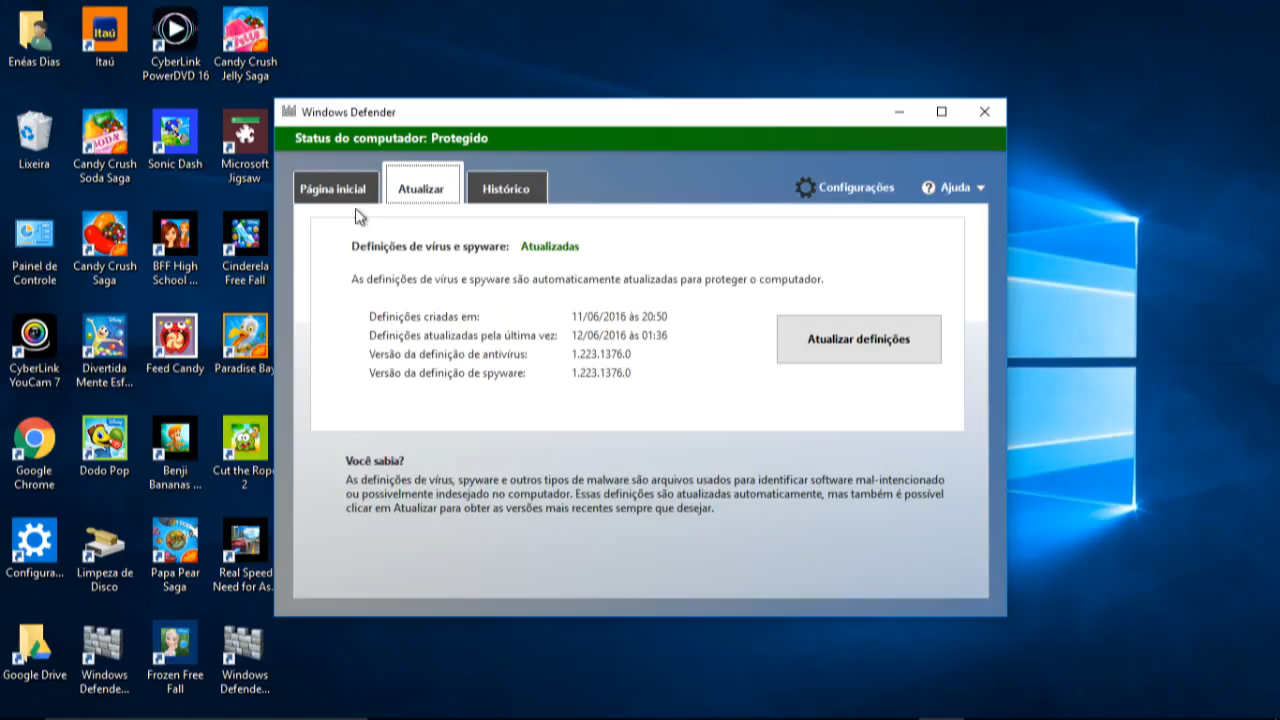 Enéas Dias
Itaú
Itaú
CyberLink
PowerDVD 16
Candy Crush
Jelly Saga
Lixeira
Candy Crush
Soda Saga
SODA
Sonic Dash
Microsoft
Jigsaw
Painel de
Controle
Candy Crush
Saga
BFF High
School ...
Cinderela
Free Fall
CyberLink
YouCam 7
Divertida
Mente Esf...
Feed Candy
Paradise Bay
Google
Chrome
Dodo Pop
Benji
Bananas ...
Cut the Rope
2
Configura...
Limpeza de
Disco
Papa Pear
Saga
Real Speed
Need for As.
Google Drive
Windows
Defende...
Frozen Free
Fall
Windows
Defende...
Windows Defender
Status do computador: Protegido
Página inicial
Atualizar
Histórico
Configurações
? Ajuda
Definições de vírus e spyware: Atualizadas
As definições de vírus e spyware são automaticamente atualizadas para proteger o computador.
Definições criadas em: 11/06/2016 às 20:50
Definições atualizadas pela última vez: 12/06/2016 às 01:36
Versão da definição de antivírus: 1.223.1376.0
Versão da definição de spyware: 1.223.1376.0
Atualizar definições
Você sabia?
As definições de vírus, spyware e outros tipos de malware são arquivos usados para identificar software mal-intencionado
ou possivelmente indesejado no computador. Essas definições são atualizadas automaticamente, mas também é possível
clicar em Atualizar para obter as versões mais recentes sempre que desejar.